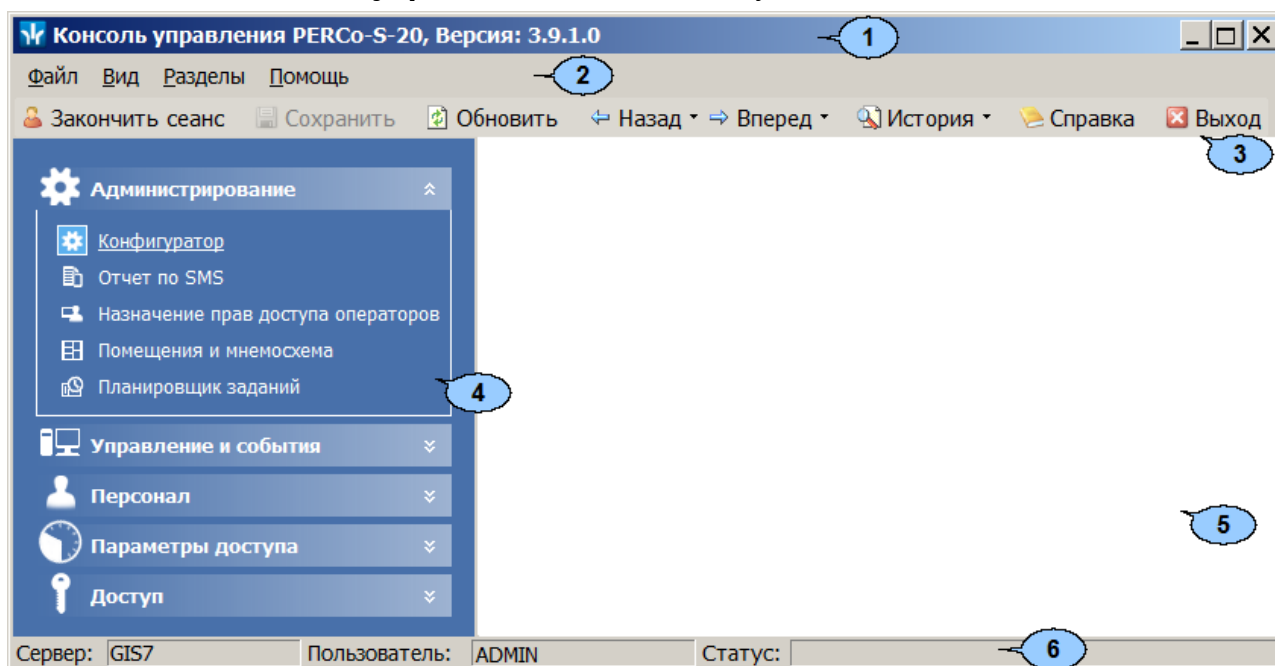 Консоль управления PERCo-S-20, Версия: 3.9.1.0 1
Файл Вид Разделы Помощь 2
Закончить сеанс Сохранить Обновить Назад Вперед История Справка Выход
3
Администрирование
Конфигуратор
Отчет по SMS
Назначение прав доступа операторов
Помещения и мнемосхема
Планировщик заданий 4
Управление и события
Персонал
5
Параметры доступа
Доступ
Сервер: GIS7 Пользователь: ADMIN Статус: 6